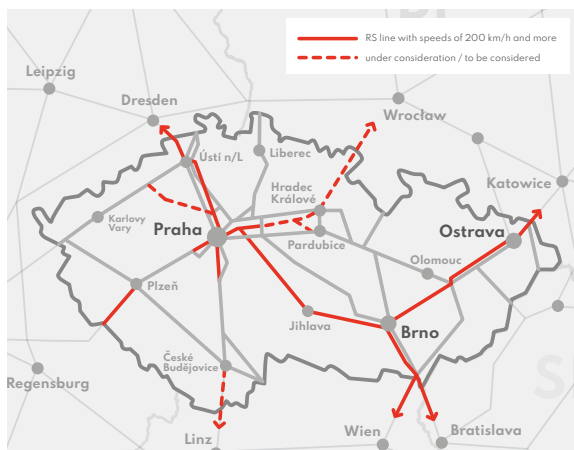 RS line with speeds of 200 km/h and more
under consideration / to be considered
Leipzig
Dresden
Wrocław
Ústí n/L
Liberec
Katowice
Hradec
Králové
Karlovy
Vary
Praha
Pardubice
Ostrava
Olomouc
Plzeň
Jihlava
Brno
České
Budějovice
Regensburg
Linz
Wien
Bratislava